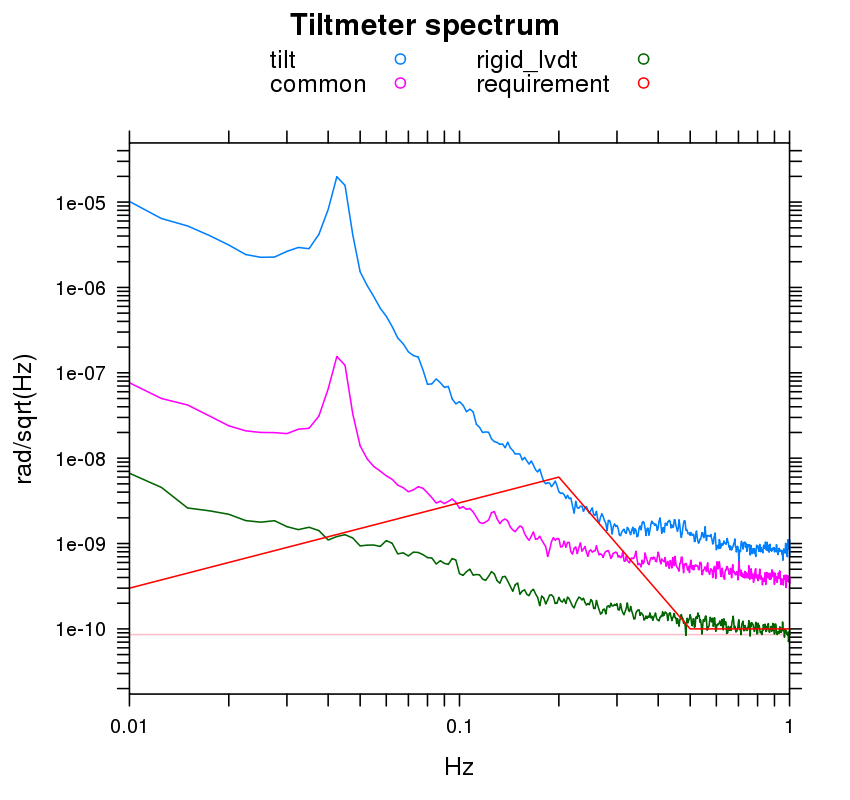 Tiltmeter spectrum
tilt rigid_lvdt
common requirement
1e-05
1e-06
1e-07
1e-08
1e-09
1e-10
rad/sqrt(Hz)
0.01 0.1 1
Hz